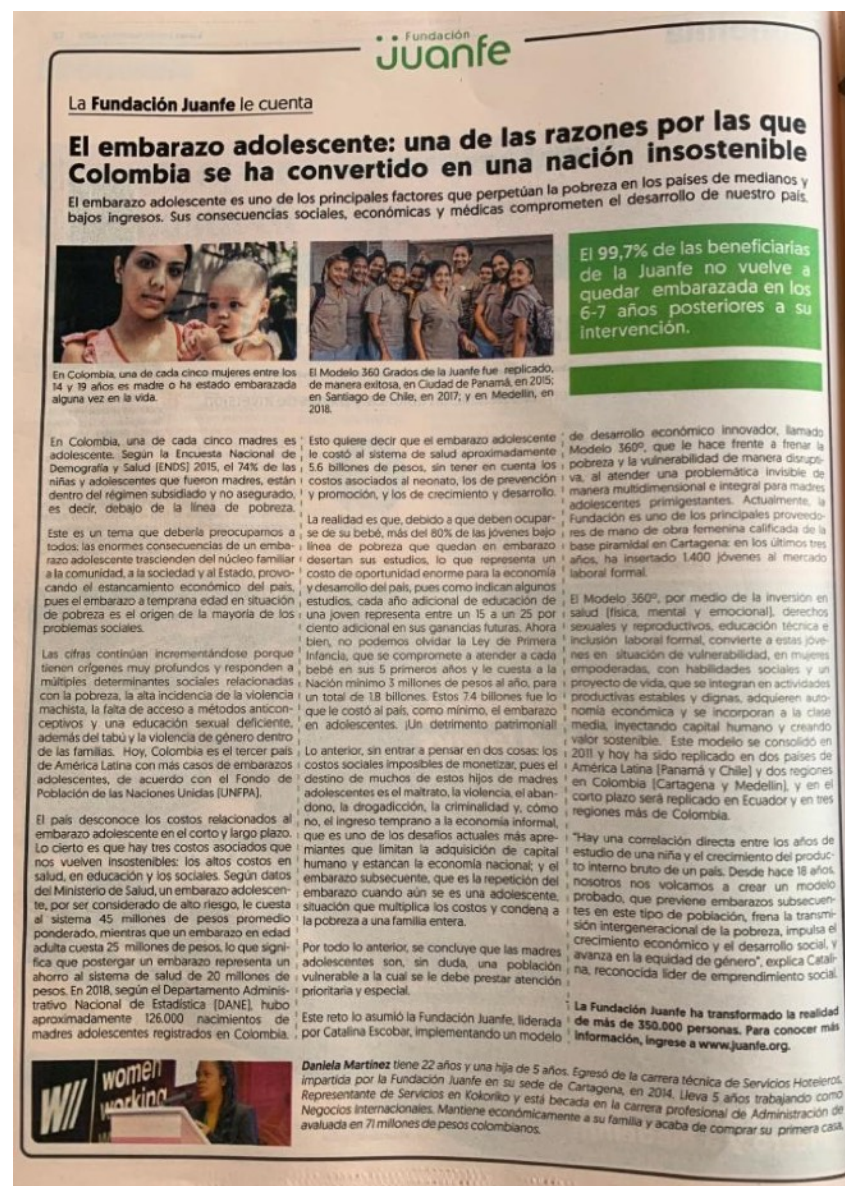 Fundación
juanfe
La Fundación Juanfe le cuenta
El embarazo adolescente: una de las razones por las que
Colombia se ha convertido en una nación insostenible
El embarazo adolescente es uno de los principales factores que perpetúan la pobreza en los países de medianos y
bajos ingresos. Sus consecuencias sociales, económicas y médicas comprometen el desarrollo de nuestro país.
El 99,7% de las beneficiarias
de la Juanfe no vuelve a
quedar embarazada en los
6-7 años posteriores a su
intervención.
En Colombia, una de cada cinco mujeres entre los
14 y 19 años es madre o ha estado embarazada
alguna vez en la vida.
El Modelo 360 Grados de la Juanfe fue replicado,
de manera exitosa, en Ciudad de Panamá, en 2015;
en Santiago de Chile, en 2017; y en Medellín, en
2018.
En Colombia, una de cada cinco madres es
adolescente. Según la Encuesta Nacional de
Demografía y Salud [ENDS] 2015, el 74% de las
niñas y adolescentes que fueron madres, están
dentro del régimen subsidiado y no asegurado,
es decir, debajo de la línea de pobreza.
Este es un tema que debería preocuparnos a
todos: las enormes consecuencias de un emba-
razo adolescente trascienden del núcleo familiar
a la comunidad, a la sociedad y al Estado, provo-
cando el estancamiento económico del país,
pues el embarazo a temprana edad en situación
de pobreza es el origen de la mayoría de los
problemas sociales.
Las cifras continúan incrementándose porque
tienen orígenes muy profundos y responden a
múltiples determinantes sociales relacionadas
con la pobreza, la alta incidencia de la violencia
machista, la falta de acceso a métodos anticon-
ceptivos y una educación sexual deficiente,
además del tabú y la violencia de género dentro
de las familias. Hoy, Colombia es el tercer país
de América Latina con más casos de embarazos
adolescentes, de acuerdo con el Fondo de
Población de las Naciones Unidas [UNFPA].
El país desconoce los costos relacionados al
embarazo adolescente en el corto y largo plazo.
Lo cierto es que hay tres costos asociados que
nos vuelven insostenibles: los altos costos en
salud, en educación y los sociales. Según datos
del Ministerio de Salud, un embarazo adolescen-
te, por ser considerado de alto riesgo, le cuesta
al sistema 45 millones de pesos promedio
ponderado, mientras que un embarazo en edad
adulta cuesta 25 millones de pesos, lo que signi-
fica que postergar un embarazo representa un
ahorro al sistema de salud de 20 millones de
pesos. En 2018, según el Departamento Adminis-
trativo Nacional de Estadística [DANE], hubo
aproximadamente 126.000 nacimientos de
madres adolescentes registrados en Colombia.
Esto quiere decir que el embarazo adolescente
le costó al sistema de salud aproximadamente
5.6 billones de pesos, sin tener en cuenta los
costos asociados al neonato, los de prevención
y promoción, y los de crecimiento y desarrollo.
La realidad es que, debido a que deben ocupar-
se de su bebé, más del 80% de las jóvenes bajo
línea de pobreza que quedan en embarazo
desertan sus estudios, lo que representa un
costo de oportunidad enorme para la economía
y desarrollo del país, pues como indican algunos
estudios, cada año adicional de educación de
una joven representa entre un 15 a un 25 por
ciento adicional en sus ganancias futuras. Ahora
bien, no podemos olvidar la Ley de Primera
Infancia, que se compromete a atender a cada
bebé en sus 5 primeros años y le cuesta a la
Nación mínimo 3 millones de pesos al año, para
un total de 1.8 billones. Estos 7.4 billones fue lo
que le costó al país, como mínimo, el embarazo
en adolescentes. ¡Un detrimento patrimonial!
Lo anterior, sin entrar a pensar en dos cosas: los
costos sociales imposibles de monetizar, pues el
destino de muchos de estos hijos de madres
adolescentes es el maltrato, la violencia, el aban-
dono, la drogadicción, la criminalidad y, cómo
no, el ingreso temprano a la economía informal,
que es uno de los desafíos actuales más apre-
miantes que limitan la adquisición de capital
humano y estancan la economía nacional; y el
embarazo subsecuente, que es la repetición del
embarazo cuando aún se es una adolescente,
situación que multiplica los costos y condena a
la pobreza a una familia entera.
Por todo lo anterior, se concluye que las madres
adolescentes son, sin duda, una población
vulnerable a la cual se le debe prestar atención
prioritaria y especial.
Este reto lo asumió la Fundación Juanfe, liderada
por Catalina Escobar, implementando un modelo
de desarrollo económico innovador, llamado
Modelo 360º, que le hace frente a frenar la
pobreza y la vulnerabilidad de manera disrupti-
va, al atender una problemática invisible de
manera multidimensional e integral para madres
adolescentes primigestantes. Actualmente, la
Fundación es uno de los principales proveedo-
res de mano de obra femenina calificada de la
base piramidal en Cartagena: en los últimos tres
años, ha insertado 1.400 jóvenes al mercado
laboral formal.
El Modelo 360º, por medio de la inversión en
salud [física, mental y emocional], derechos
sexuales y reproductivos, educación técnica e
inclusión laboral formal, convierte a estas jóve-
nes en situación de vulnerabilidad, en mujeres
empoderadas, con habilidades sociales y un
proyecto de vida, que se integran en actividades
productivas estables y dignas, adquieren auto-
nomía económica y se incorporan a la clase
media, inyectando capital humano y creando
valor sostenible. Este modelo se consolidó en
2011 y hoy ha sido replicado en dos países de
América Latina [Panamá y Chile] y dos regiones
en Colombia [Cartagena y Medellín], y en el
corto plazo será replicado en Ecuador y en tres
regiones más de Colombia.
"Hay una correlación directa entre los años de
estudio de una niña y el crecimiento del produc-
to interno bruto de un país. Desde hace 18 años,
nosotros nos volcamos a crear un modelo
probado, que previene embarazos subsecuen-
tes en este tipo de población, frena la transmi-
sión intergeneracional de la pobreza, impulsa el
crecimiento económico y el desarrollo social, y
avanza en la equidad de género", explica Catali-
na, reconocida líder de emprendimiento social.
La Fundación Juanfe ha transformado la realidad
de más de 350.000 personas. Para conocer más
información, ingrese a www.juanfe.org.
W//
women
working
Daniela Martínez tiene 22 años y una hija de 5 años. Egresó de la carrera técnica de Servicios Hoteleros,
impartida por la Fundación Juanfe en su sede de Cartagena, en 2014. Lleva 5 años trabajando como
Representante de Servicios en Kokoriko y está becada en la carrera profesional de Administración de
Negocios Internacionales. Mantiene económicamente a su familia y acaba de comprar su primera casa,
avaluada en 71 millones de pesos colombianos.